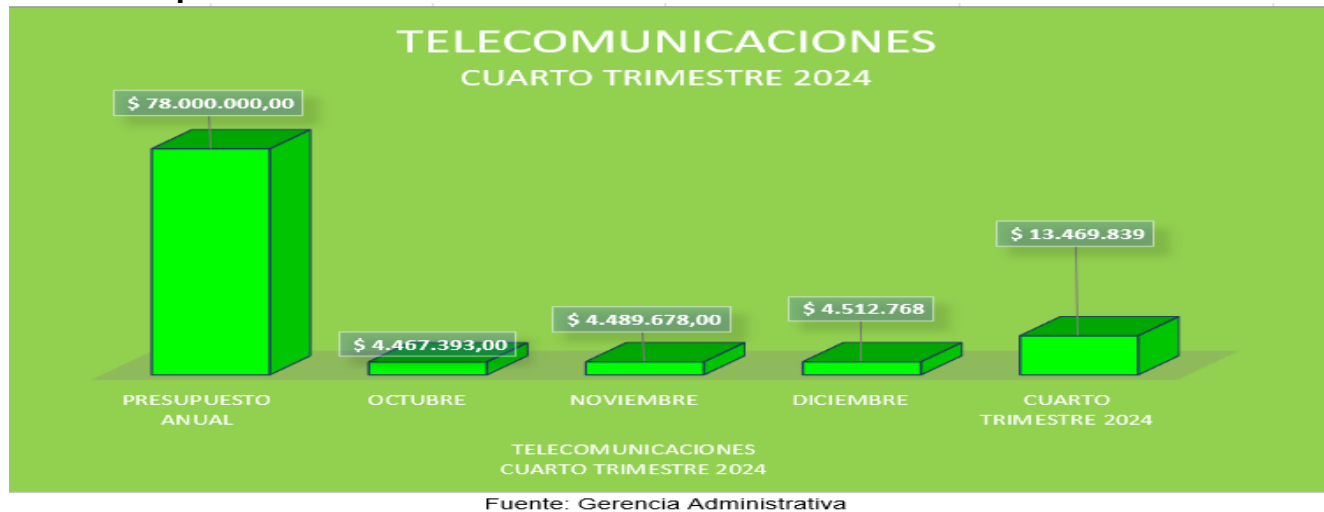 TELECOMUNICACIONES
CUARTO TRIMESTRE 2024
$ 78.000.000,00
$ 4.467.393,00
$ 4.489.678,00
$ 4.512.768
$ 13.469.839
PRESUPUESTO
ANUAL
OCTUBRE
NOVIEMBRE
DICIEMBRE
CUARTO
TRIMESTRE 2024
TELECOMUNICACIONES
CUARTO TRIMESTRE 2024
Fuente: Gerencia Administrativa